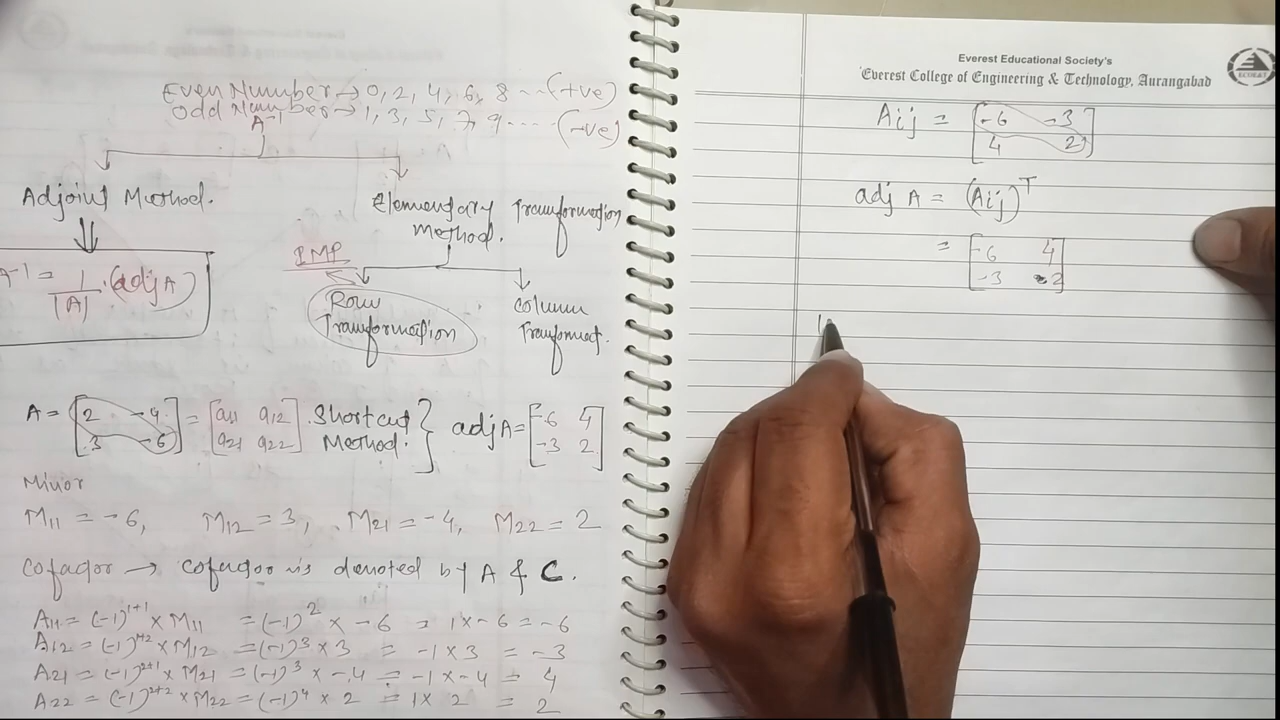 Even Number → 0, 2, 4, 6, 8 ---(+ve)
Odd Number → 1, 3, 5, 7, 9 ----- (-ve)
A⁻¹
Adjoint Method.
Elementary Transformation
Method.
IMP
A⁻¹ = 1/|A| . (adj A)
Row
Transformation
Column
Transformat.
A = [2 -4; 3 -6] = [a11 a12; a21 a22] . Shortcut Method. } adj A = [-6 4; -3 2]
Minor
M11 = -6, M12 = 3, M21 = -4, M22 = 2
Cofactor → cofactor is denoted by A & C.
A11 = (-1)¹⁺¹ × M11 = (-1)² × -6 = 1 × -6 = -6
A12 = (-1)¹⁺² × M12 = (-1)³ × 3 = -1 × 3 = -3
A21 = (-1)²⁺¹ × M21 = (-1)³ × -4 = -1 × -4 = 4
A22 = (-1)²⁺² × M22 = (-1)⁴ × 2 = 1 × 2 = 2
Everest Educational Society's
Everest College of Engineering & Technology, Aurangabad
ECOE&T
Aij = [-6 -3; 4 2]
adj A = (Aij)ᵀ
= [-6 4; -3 2]